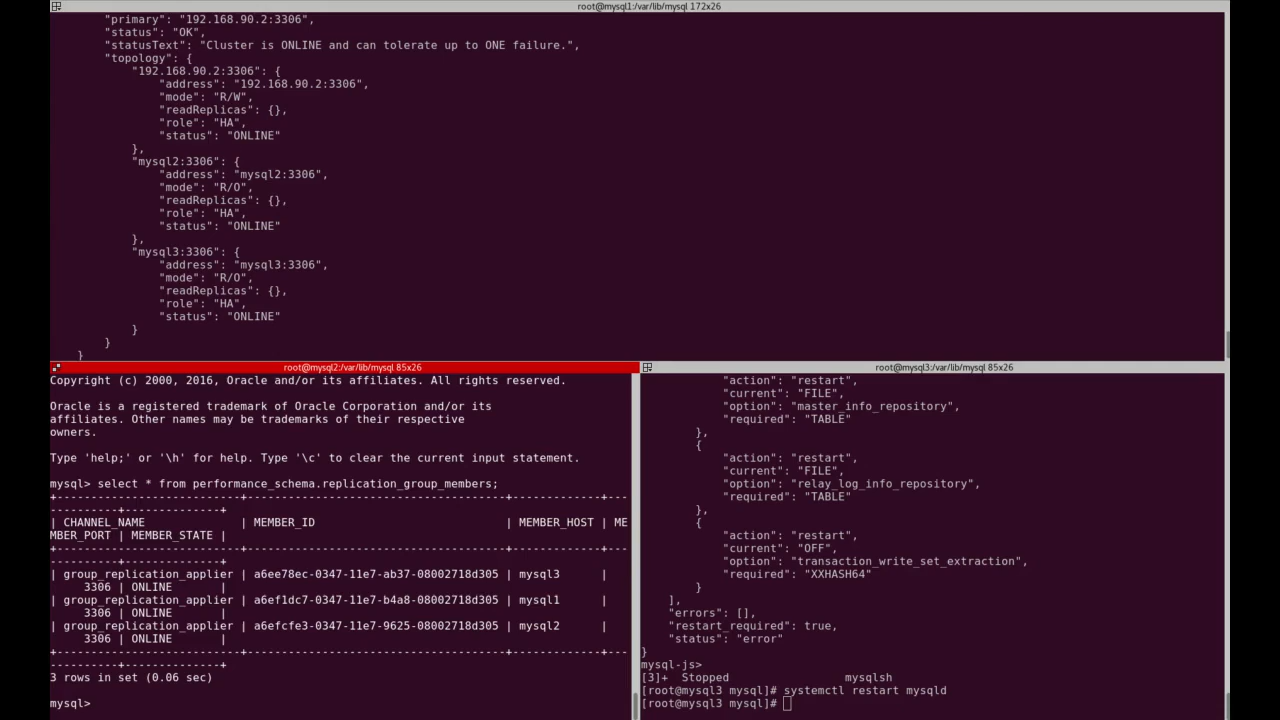 root@mysql1:/var/lib/mysql 172x26
"primary": "192.168.90.2:3306",
"status": "OK",
"statusText": "Cluster is ONLINE and can tolerate up to ONE failure.",
"topology": {
"192.168.90.2:3306": {
"address": "192.168.90.2:3306",
"mode": "R/W",
"readReplicas": {},
"role": "HA",
"status": "ONLINE"
},
"mysql2:3306": {
"address": "mysql2:3306",
"mode": "R/O",
"readReplicas": {},
"role": "HA",
"status": "ONLINE"
},
"mysql3:3306": {
"address": "mysql3:3306",
"mode": "R/O",
"readReplicas": {},
"role": "HA",
"status": "ONLINE"
}
}
}
root@mysql2:/var/lib/mysql 85x26
Copyright (c) 2000, 2016, Oracle and/or its affiliates. All rights reserved.
Oracle is a registered trademark of Oracle Corporation and/or its
affiliates. Other names may be trademarks of their respective
owners.
Type 'help;' or '\h' for help. Type '\c' to clear the current input statement.
mysql> select * from performance_schema.replication_group_members;
+---------------------------+--------------------------------------+-------------+---
----------+--------------+
| CHANNEL_NAME | MEMBER_ID | MEMBER_HOST | ME
MBER_PORT | MEMBER_STATE |
+---------------------------+--------------------------------------+-------------+---
----------+--------------+
| group_replication_applier | a6ee78ec-0347-11e7-ab37-08002718d305 | mysql3 |
3306 | ONLINE |
| group_replication_applier | a6ef1dc7-0347-11e7-b4a8-08002718d305 | mysql1 |
3306 | ONLINE |
| group_replication_applier | a6efcfe3-0347-11e7-9625-08002718d305 | mysql2 |
3306 | ONLINE |
+---------------------------+--------------------------------------+-------------+---
----------+--------------+
3 rows in set (0.06 sec)
mysql>
root@mysql3:/var/lib/mysql 85x26
"action": "restart",
"current": "FILE",
"option": "master_info_repository",
"required": "TABLE"
},
{
"action": "restart",
"current": "FILE",
"option": "relay_log_info_repository",
"required": "TABLE"
},
{
"action": "restart",
"current": "OFF",
"option": "transaction_write_set_extraction",
"required": "XXHASH64"
}
],
"errors": [],
"restart_required": true,
"status": "error"
}
mysql-js>
[3]+ Stopped mysqlsh
[root@mysql3 mysql]# systemctl restart mysqld
[root@mysql3 mysql]#